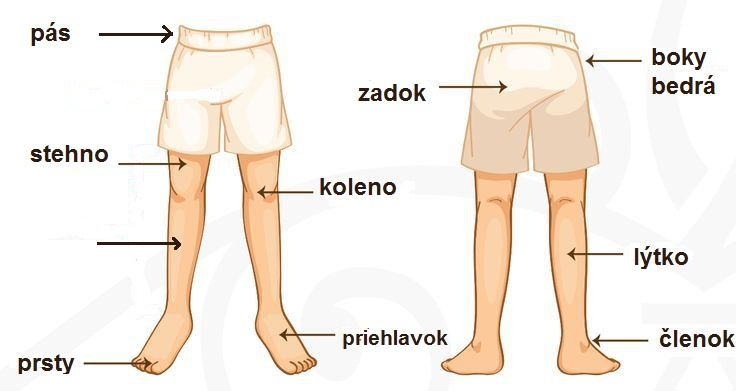 pás
boky
bedrá
zadok
stehno
koleno
lýtko
priehlavok
členok
prsty